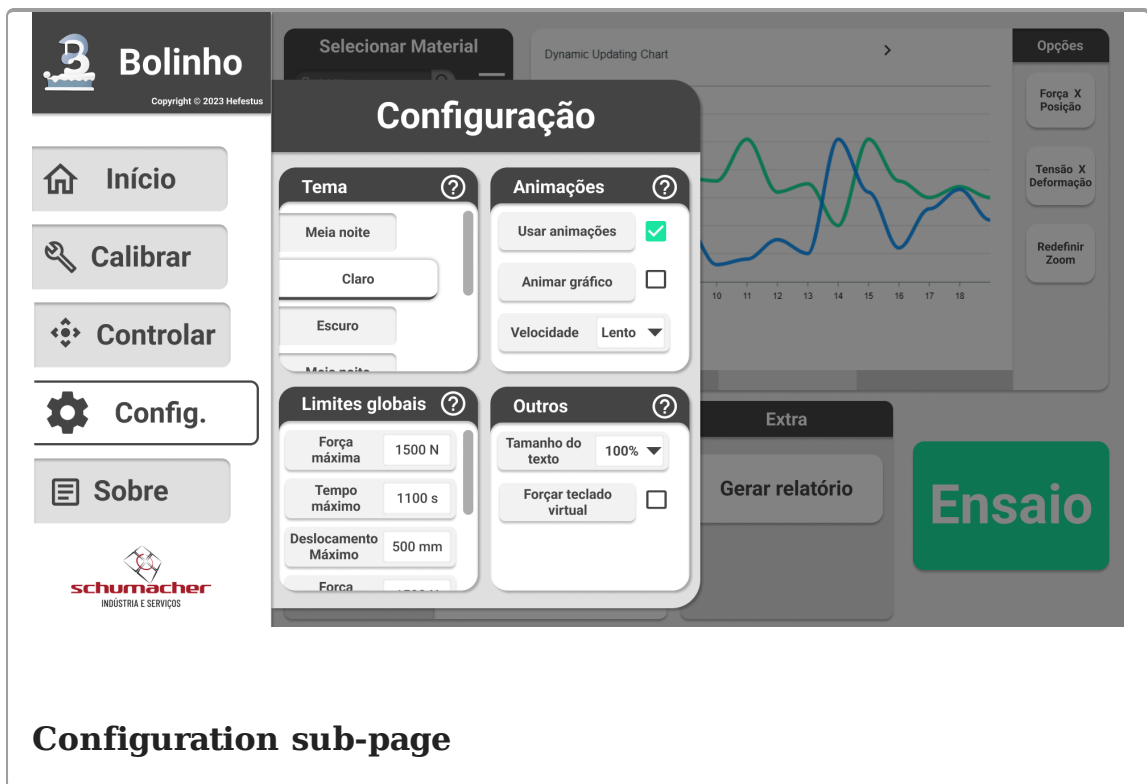 Bolinho
Copyright © 2023 Hefestus
Início
Calibrar
Controlar
Config.
Sobre
schumacher
INDÚSTRIA E SERVIÇOS
Selecionar Material
Configuração
Tema
Meia noite
Claro
Escuro
Meia noite
Animações
Usar animações
Animar gráfico
Velocidade Lento
Limites globais
Força
máxima
1500 N
Tempo
máximo
1100 s
Deslocamento
Máximo
500 mm
Força
Outros
Tamanho do
texto
100%
Forçar teclado
virtual
Dynamic Updating Chart
10 11 12 13 14 15 16 17 18
Opções
Força X
Posição
Tensão X
Deformação
Redefinir
Zoom
Extra
Gerar relatório
Ensaio
Configuration sub-page